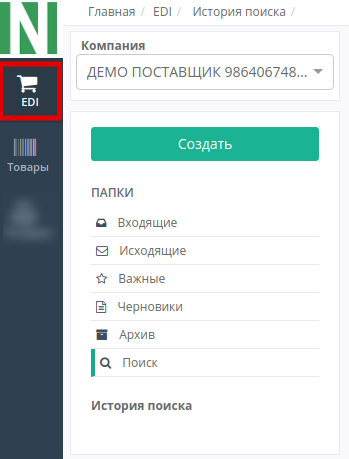 N
Главная / EDI / История поиска /
Компания
ДЕМО ПОСТАВЩИК 986406748...
EDI
Товары
Создать
ПАПКИ
Входящие
Исходящие
Важные
Черновики
Архив
Поиск
История поиска